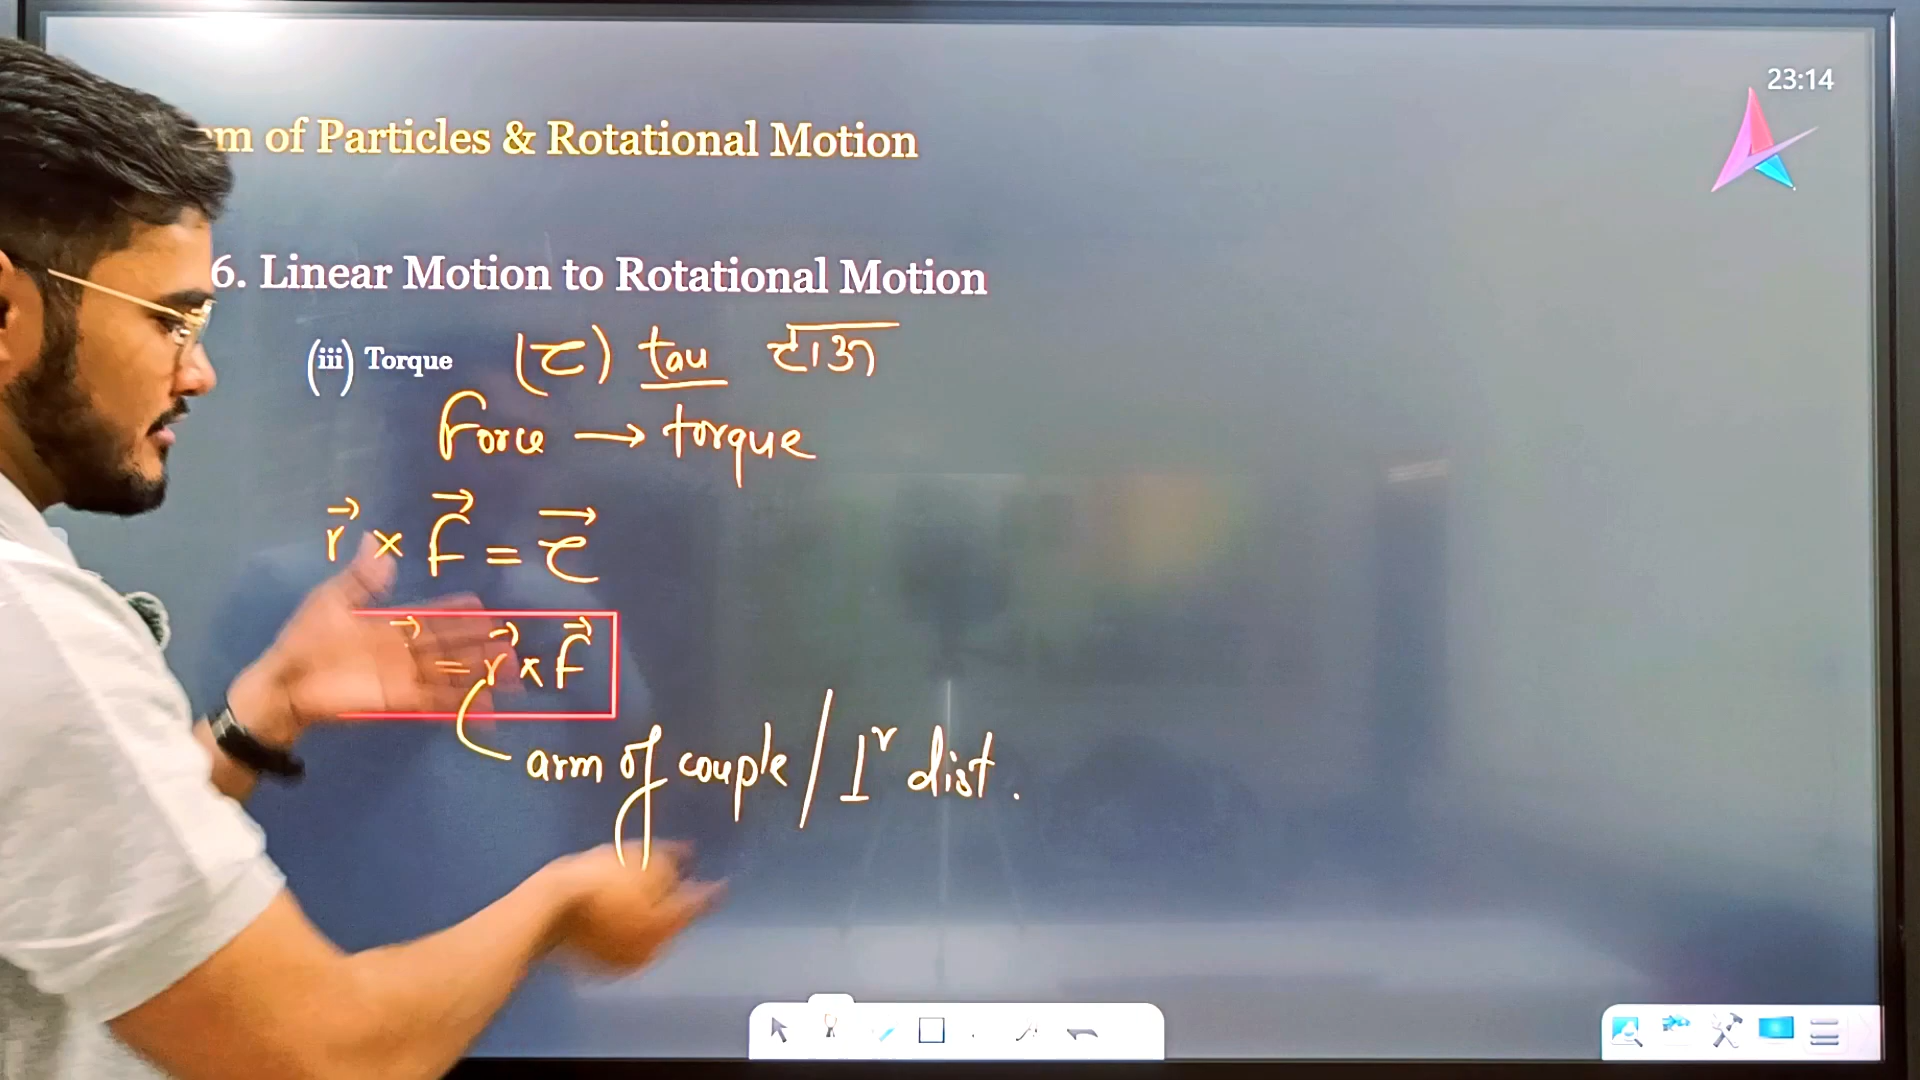 23:14
em of Particles & Rotational Motion
6. Linear Motion to Rotational Motion
(iii) Torque (τ) tau टाऊ
Force → torque
r⃗ × F⃗ = τ⃗
= r⃗ × F⃗
arm of couple / ⊥ʳ dist.